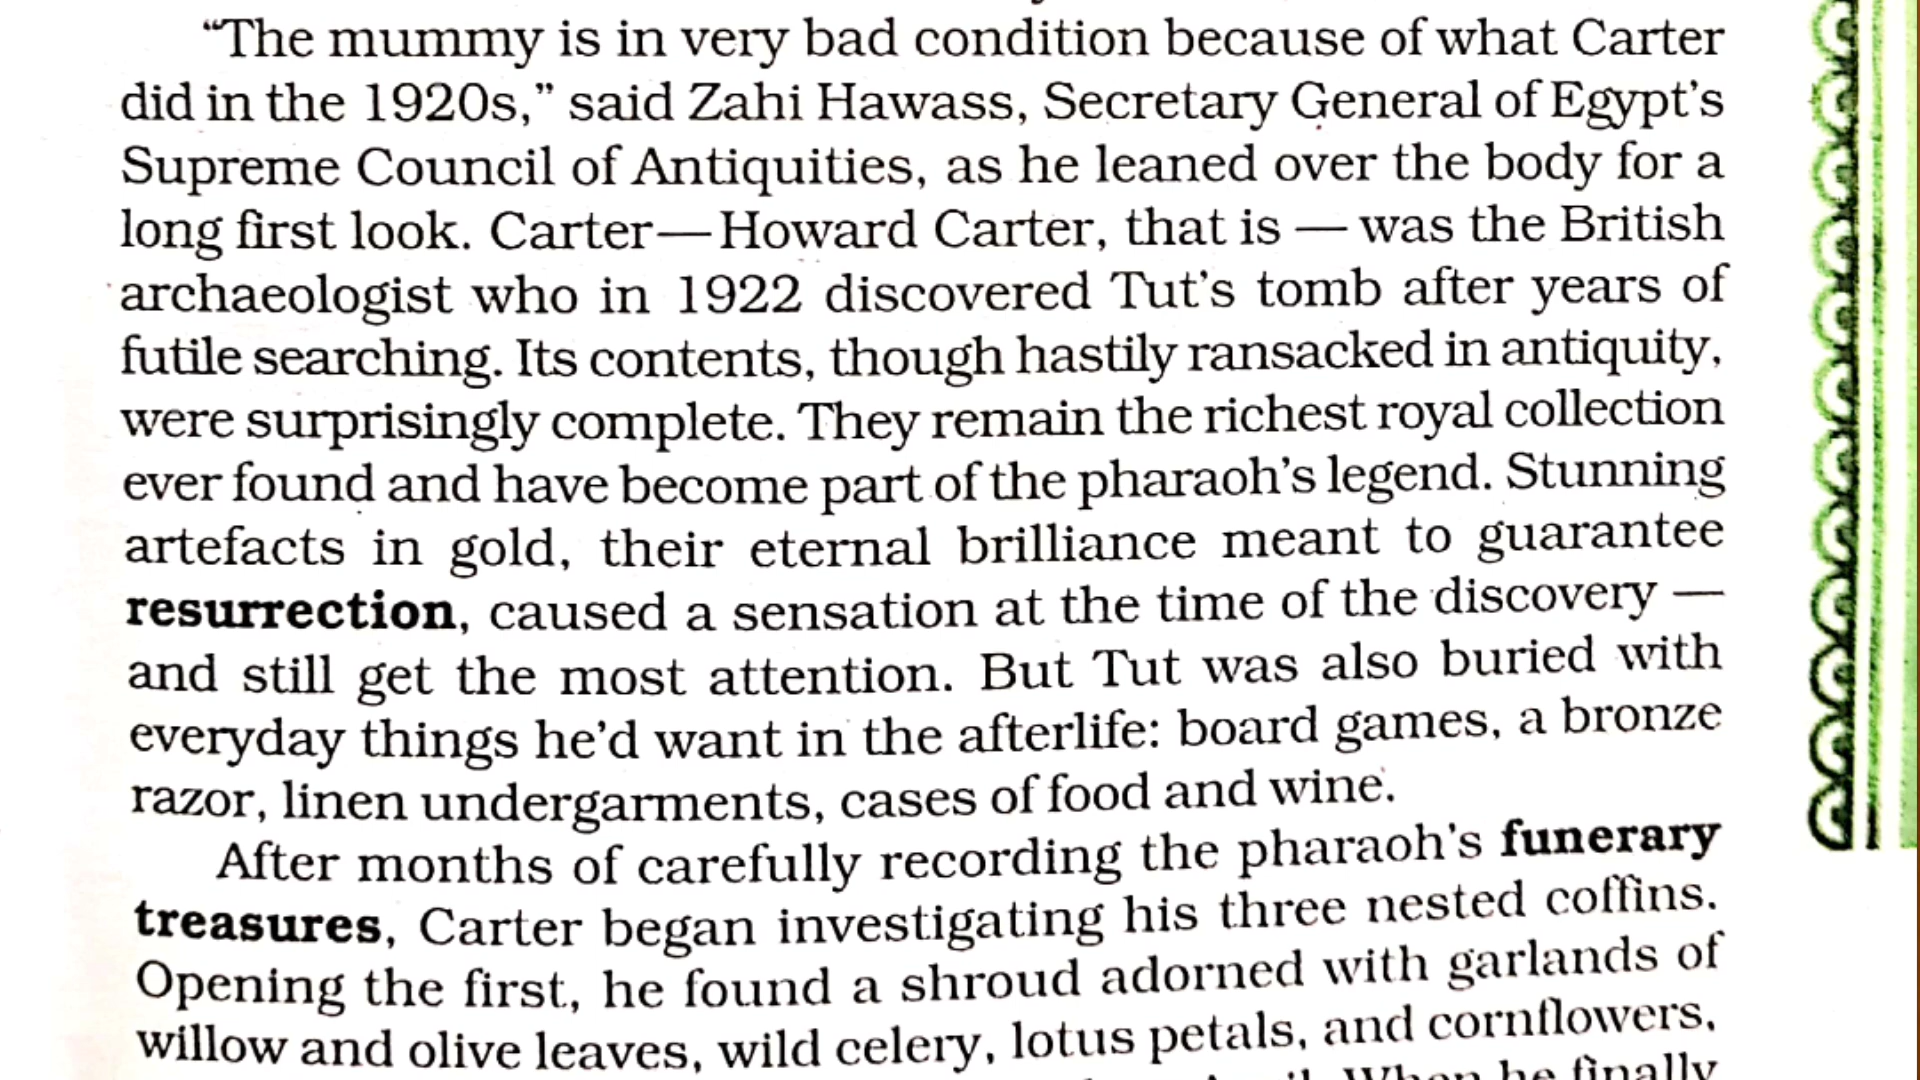 “The mummy is in very bad condition because of what Carter
did in the 1920s,” said Zahi Hawass, Secretary General of Egypt’s
Supreme Council of Antiquities, as he leaned over the body for a
long first look. Carter—Howard Carter, that is — was the British
archaeologist who in 1922 discovered Tut’s tomb after years of
futile searching. Its contents, though hastily ransacked in antiquity,
were surprisingly complete. They remain the richest royal collection
ever found and have become part of the pharaoh’s legend. Stunning
artefacts in gold, their eternal brilliance meant to guarantee
resurrection, caused a sensation at the time of the discovery —
and still get the most attention. But Tut was also buried with
everyday things he’d want in the afterlife: board games, a bronze
razor, linen undergarments, cases of food and wine.
After months of carefully recording the pharaoh’s funerary
treasures, Carter began investigating his three nested coffins.
Opening the first, he found a shroud adorned with garlands of
willow and olive leaves, wild celery, lotus petals, and cornflowers,
When he finally